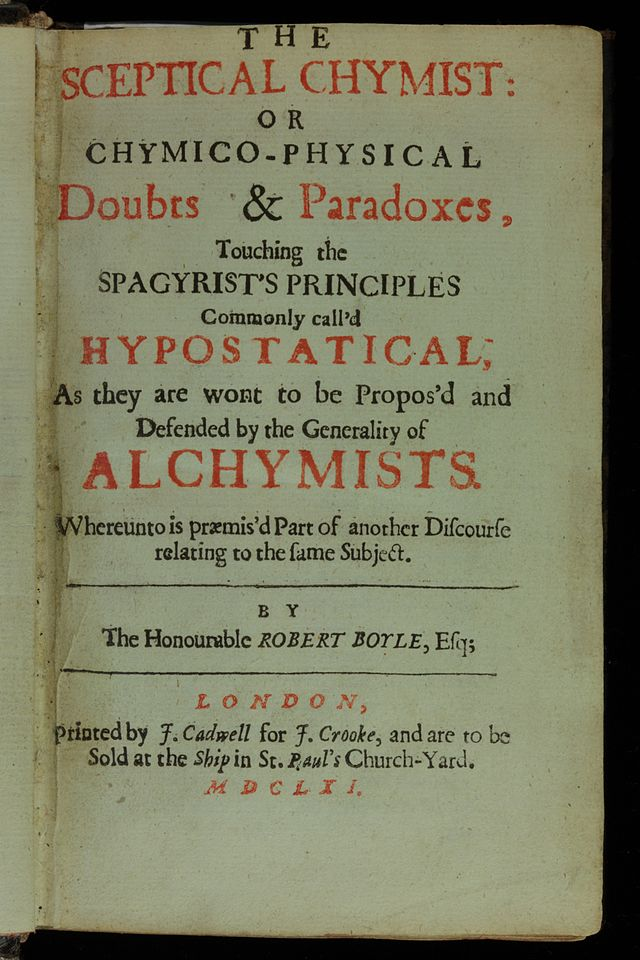 THE
SCEPTICAL CHYMIST:
OR
CHYMICO-PHYSICAL
Doubts & Paradoxes,
Touching the
SPAGYRIST'S PRINCIPLES
Commonly call'd
HYPOSTATICAL,
As they are wont to be Propos'd and
Defended by the Generality of
ALCHYMISTS.
Whereunto is præmis'd Part of another Diſcourſe
relating to the ſame Subject.
BY
The Honourable ROBERT BOYLE, Eſq;
LONDON,
Printed by J. Cadwell for J. Crooke, and are to be
Sold at the Ship in St. Paul's Church-Yard.
MDCLXI.